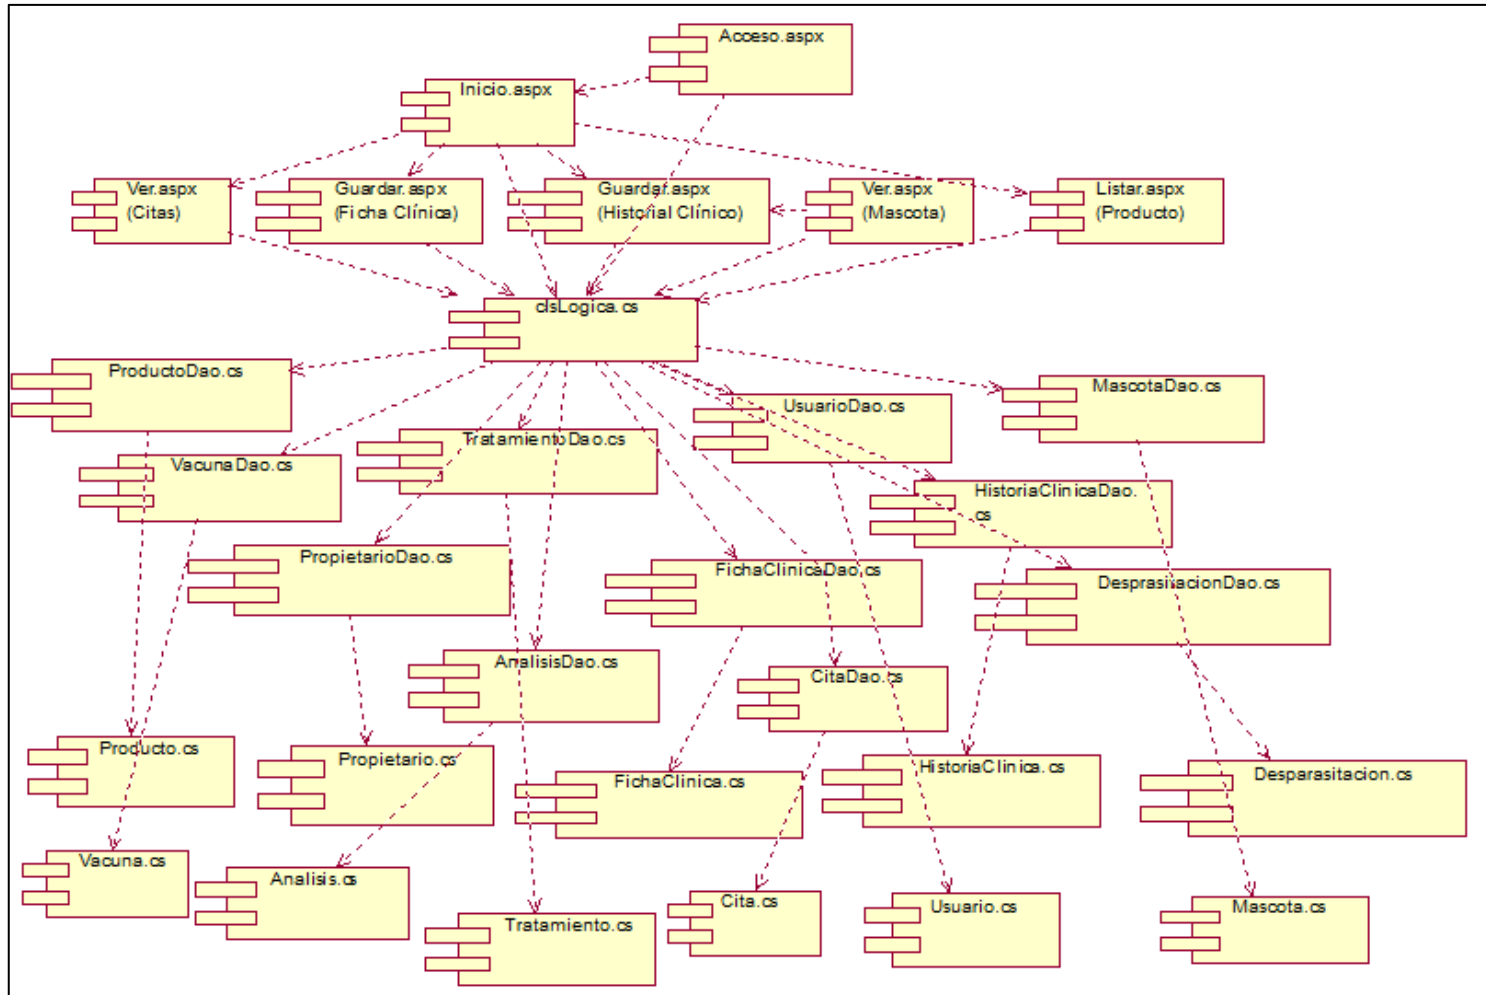 Acceso.aspx
Inicio.aspx
Ver.aspx
(Citas)
Guardar.aspx
(Ficha Clínica)
Guardar.aspx
(Historial Clínico)
Ver.aspx
(Mascota)
Listar.aspx
(Producto)
clsLogica.cs
ProductoDao.cs
MascotaDao.cs
UsuarioDao.cs
TratamientoDao.cs
VacunaDao.cs
HistoriaClinicaDao.
cs
PropietarioDao.cs
FichaClinicaDao.cs
DesprasitacionDao.cs
AnalisisDao.cs
CitaDao.cs
Producto.cs
Propietario.cs
FichaClinica.cs
HistoriaClinica.cs
Desparasitacion.cs
Vacuna.cs
Analisis.cs
Tratamiento.cs
Cita.cs
Usuario.cs
Mascota.cs